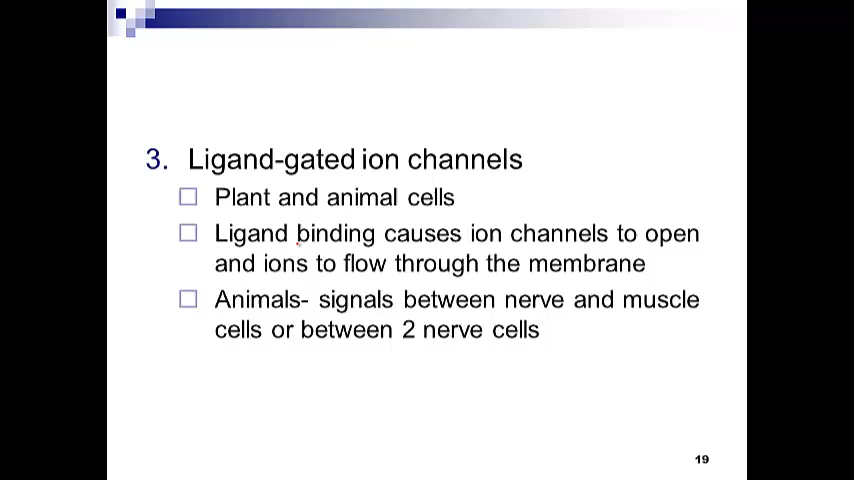 3. Ligand-gated ion channels
Plant and animal cells
Ligand binding causes ion channels to open
and ions to flow through the membrane
Animals- signals between nerve and muscle
cells or between 2 nerve cells
19